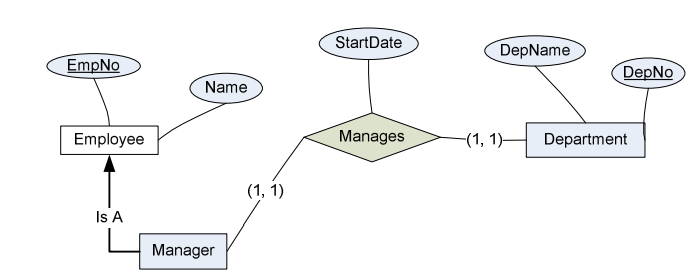 StartDate
DepName
EmpNo
DepNo
Name
Employee
Manages
(1, 1)
Department
(1, 1)
Is A
Manager